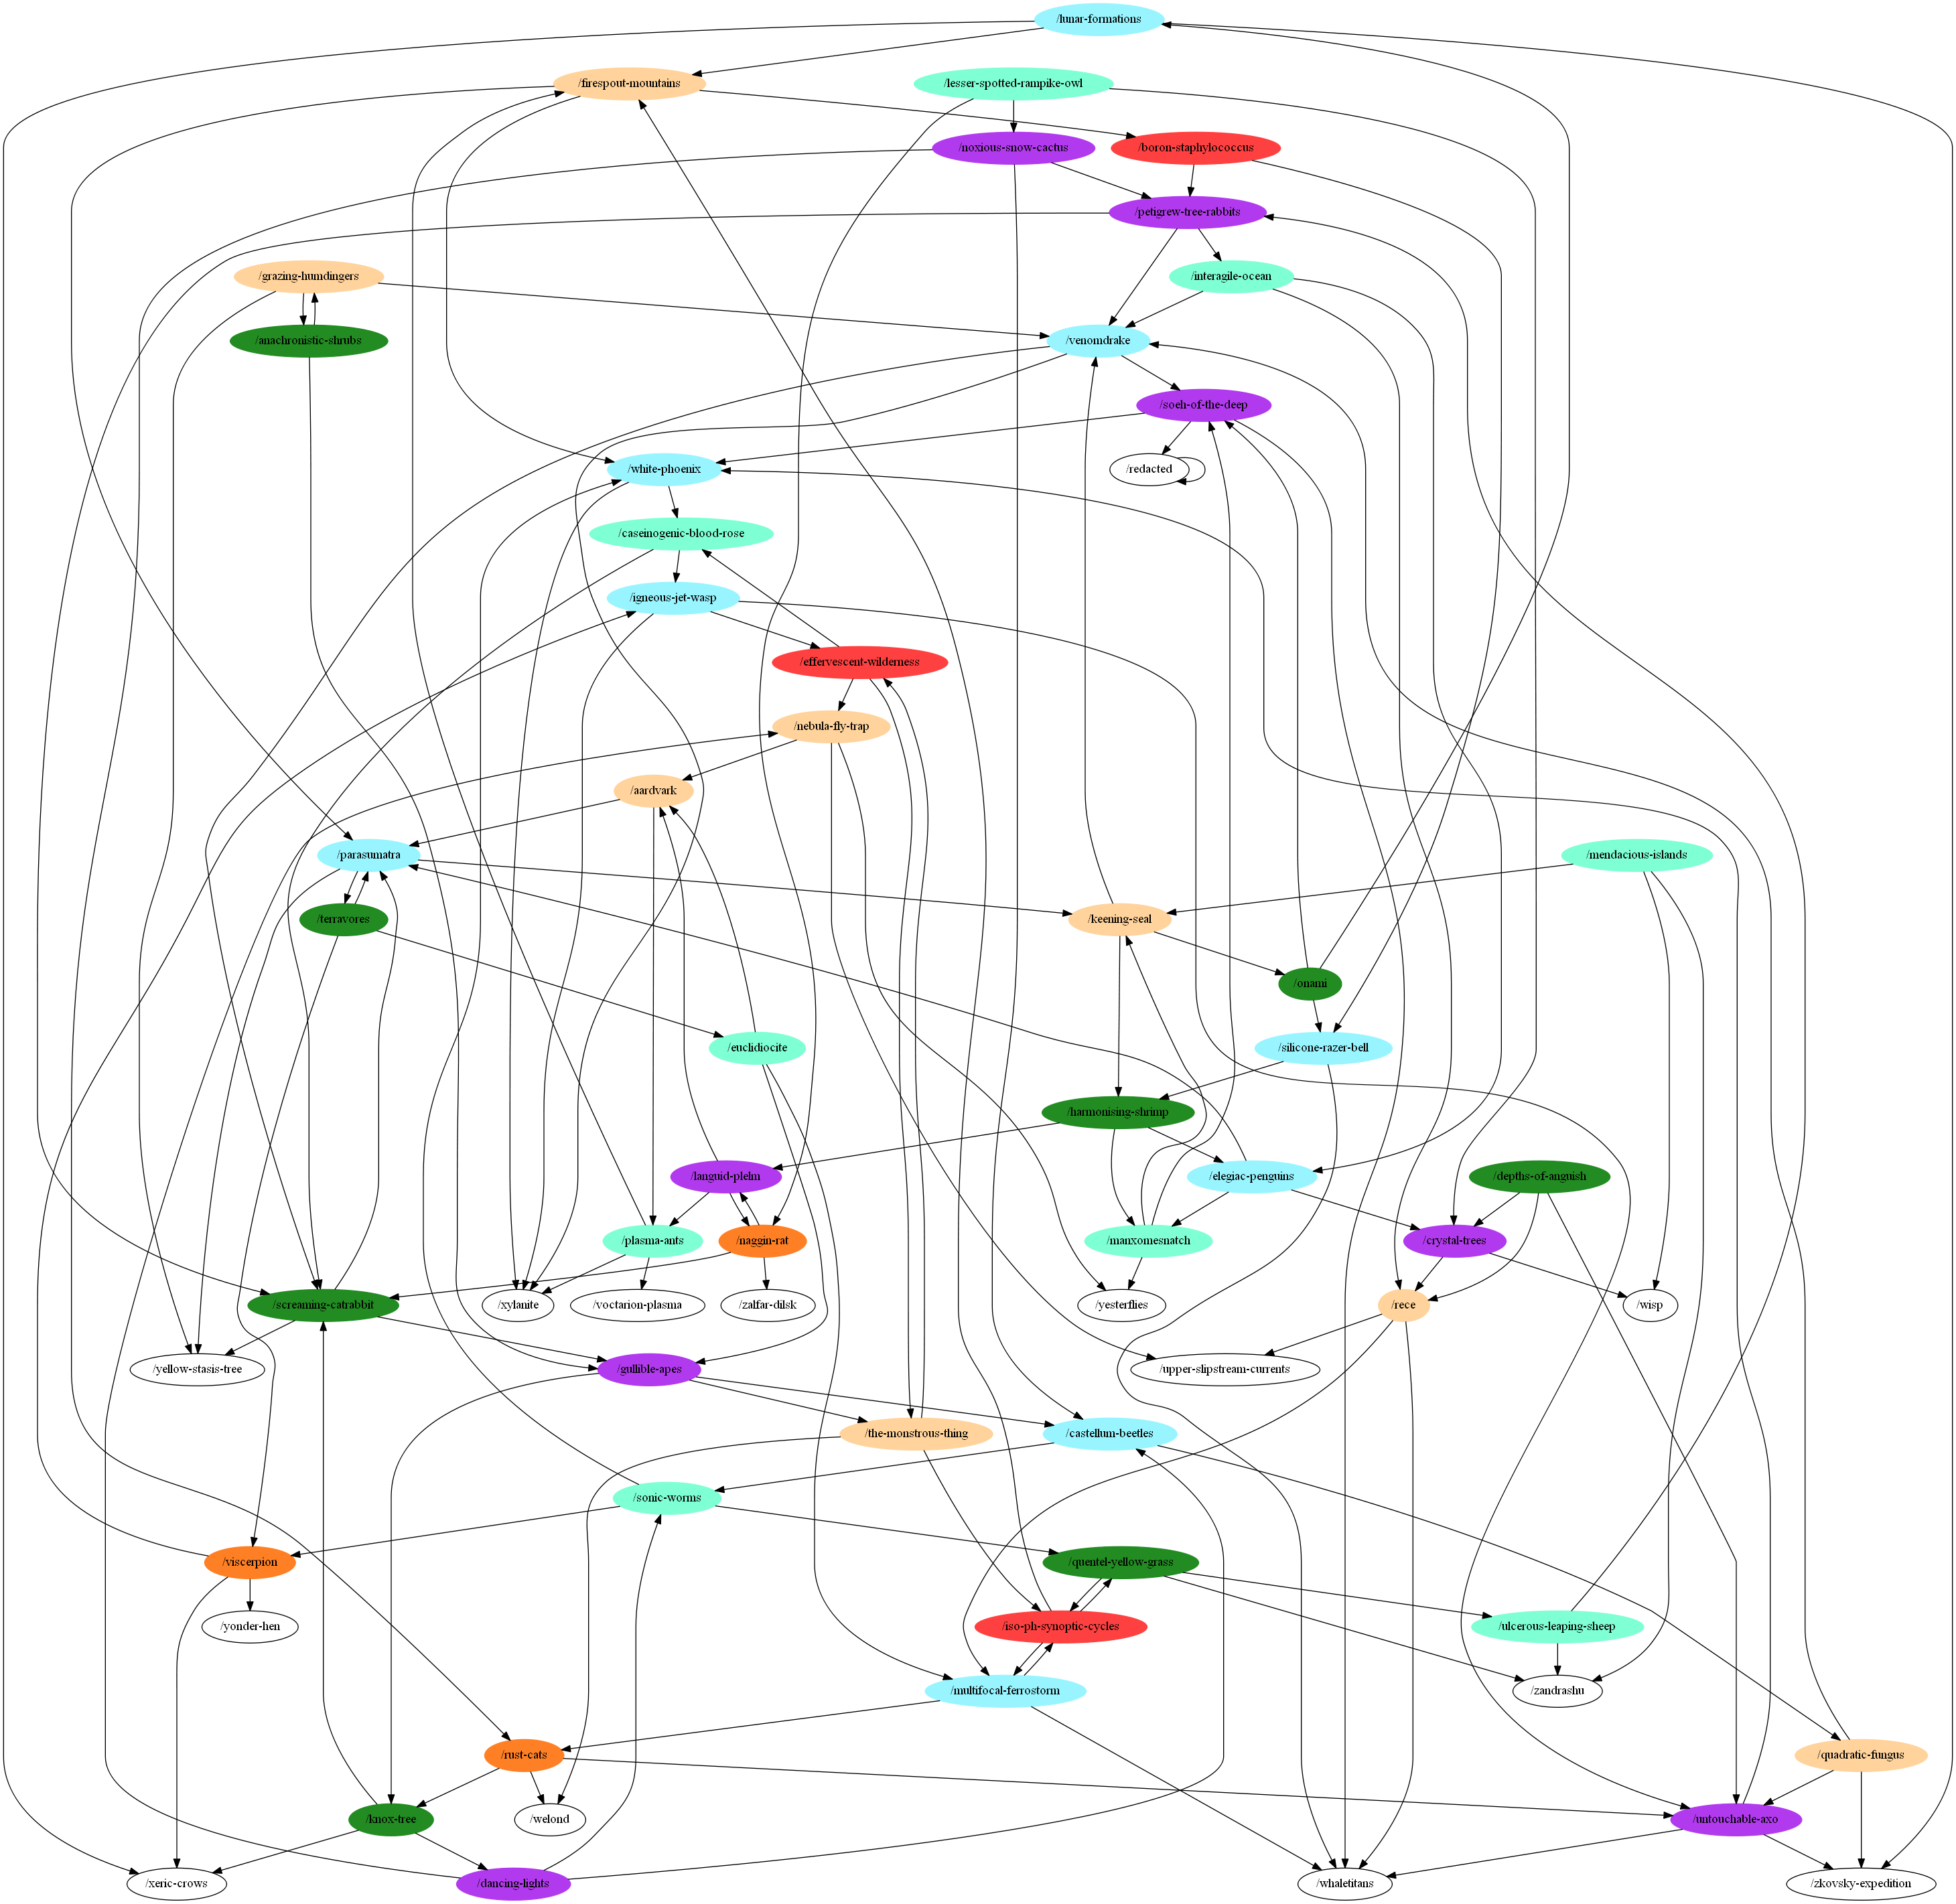 /lunar-formations
/firespout-mountains
/lesser-spotted-rampike-owl
/noxious-snow-cactus
/boron-staphylococcus
/petigrew-tree-rabbits
/grazing-humdingers
/interagile-ocean
/anachronistic-shrubs
/venomdrake
/soeh-of-the-deep
/white-phoenix
/redacted
/caseinogenic-blood-rose
/igneous-jet-wasp
/effervescent-wilderness
/nebula-fly-trap
/aardvark
/parasumatra
/mendacious-islands
/terravores
/keening-seal
/onami
/euclidiocite
/silicone-razer-bell
/harmonising-shrimp
/languid-plelm
/elegiac-penguins
/depths-of-anguish
/plasma-ants
/naggin-rat
/manxomesnatch
/crystal-trees
/screaming-catrabbit
/xylanite
/voctarion-plasma
/zalfar-dilsk
/yesterflies
/rece
/wisp
/yellow-stasis-tree
/gullible-apes
/upper-slipstream-currents
/the-monstrous-thing
/castellum-beetles
/sonic-worms
/viscerpion
/quentel-yellow-grass
/yonder-hen
/iso-ph-synoptic-cycles
/ulcerous-leaping-sheep
/multifocal-ferrostorm
/zandrashu
/rust-cats
/quadratic-fungus
/knox-tree
/welond
/untouchable-axo
/xeric-crows
/dancing-lights
/whaletitans
/zkovsky-expedition